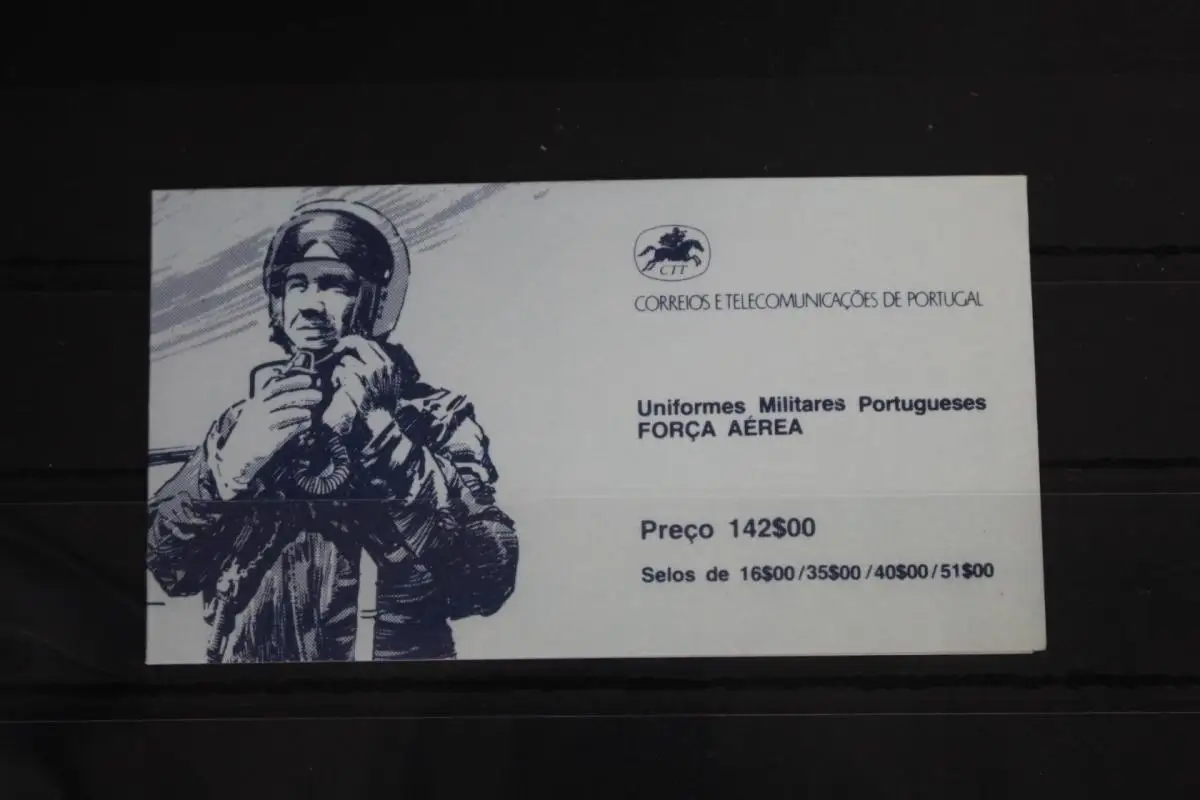 CTT
CORREIOS E TELECOMUNICAÇÕES DE PORTUGAL
Uniformes Militares Portugueses
FORÇA AÉREA
Preço 142$00
Selos de 16$00/35$00/40$00/51$00